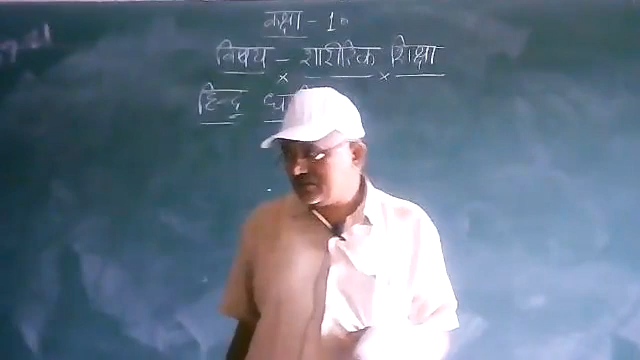 कक्षा - 10
विषय - शारीरिक शिक्षा
x x
हिन्दू